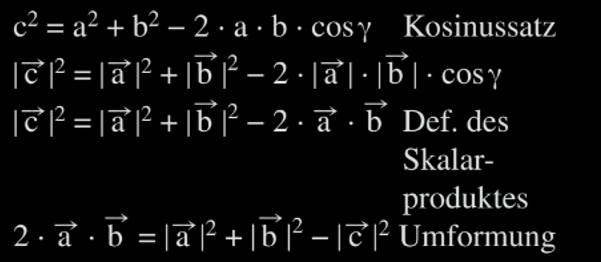 c² = a² + b² − 2 · a · b · cos γ Kosinussatz
|c⃗|² = |a⃗|² + |b⃗|² − 2 · |a⃗| · |b⃗| · cos γ
|c⃗|² = |a⃗|² + |b⃗|² − 2 · a⃗ · b⃗ Def. des
Skalar-
produktes
2 · a⃗ · b⃗ = |a⃗|² + |b⃗|² − |c⃗|² Umformung